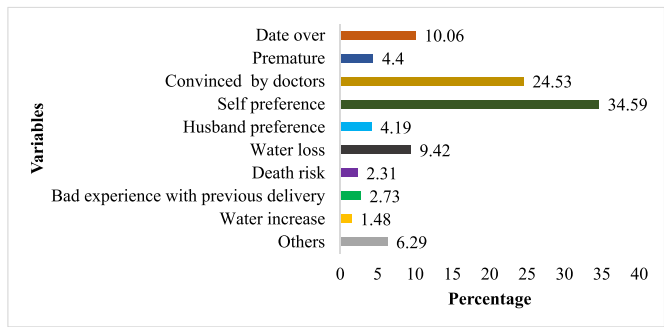 Variables
Date over 10.06
Premature 4.4
Convinced by doctors 24.53
Self preference 34.59
Husband preference 4.19
Water loss 9.42
Death risk 2.31
Bad experience with previous delivery 2.73
Water increase 1.48
Others 6.29
0 5 10 15 20 25 30 35 40
Percentage